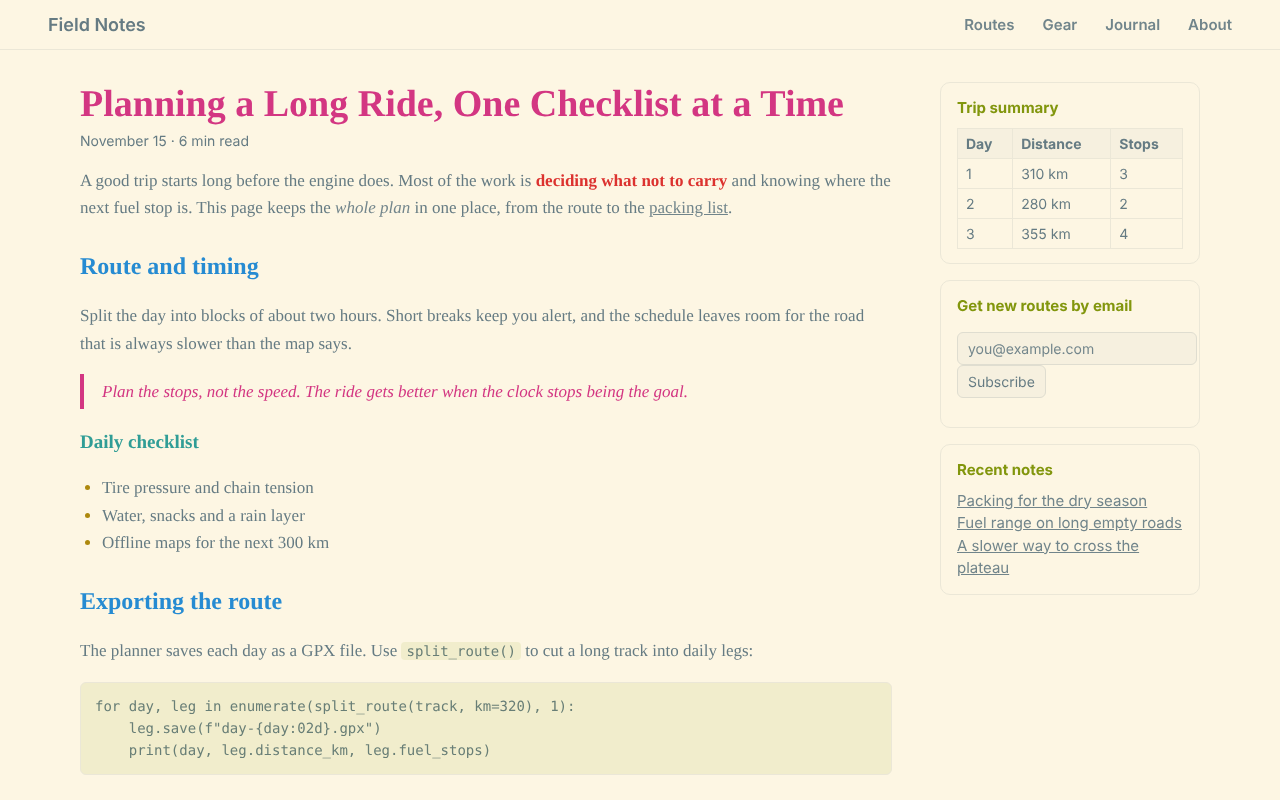 Field Notes
Routes Gear Journal About
Planning a Long Ride, One Checklist at a Time
November 15 · 6 min read
A good trip starts long before the engine does. Most of the work is deciding what not to carry and knowing where the
next fuel stop is. This page keeps the whole plan in one place, from the route to the packing list.
Route and timing
Split the day into blocks of about two hours. Short breaks keep you alert, and the schedule leaves room for the road
that is always slower than the map says.
Plan the stops, not the speed. The ride gets better when the clock stops being the goal.
Daily checklist
Tire pressure and chain tension
Water, snacks and a rain layer
Offline maps for the next 300 km
Exporting the route
The planner saves each day as a GPX file. Use split_route() to cut a long track into daily legs:
for day, leg in enumerate(split_route(track, km=320), 1):
    leg.save(f"day-{day:02d}.gpx")
    print(day, leg.distance_km, leg.fuel_stops)
Trip summary
Day Distance Stops
1 310 km 3
2 280 km 2
3 355 km 4
Get new routes by email
you@example.com
Subscribe
Recent notes
Packing for the dry season
Fuel range on long empty roads
A slower way to cross the
plateau